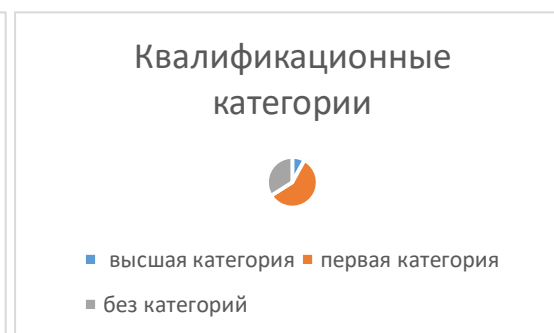 Квалификационные
категории
высшая категория первая категория
без категорий